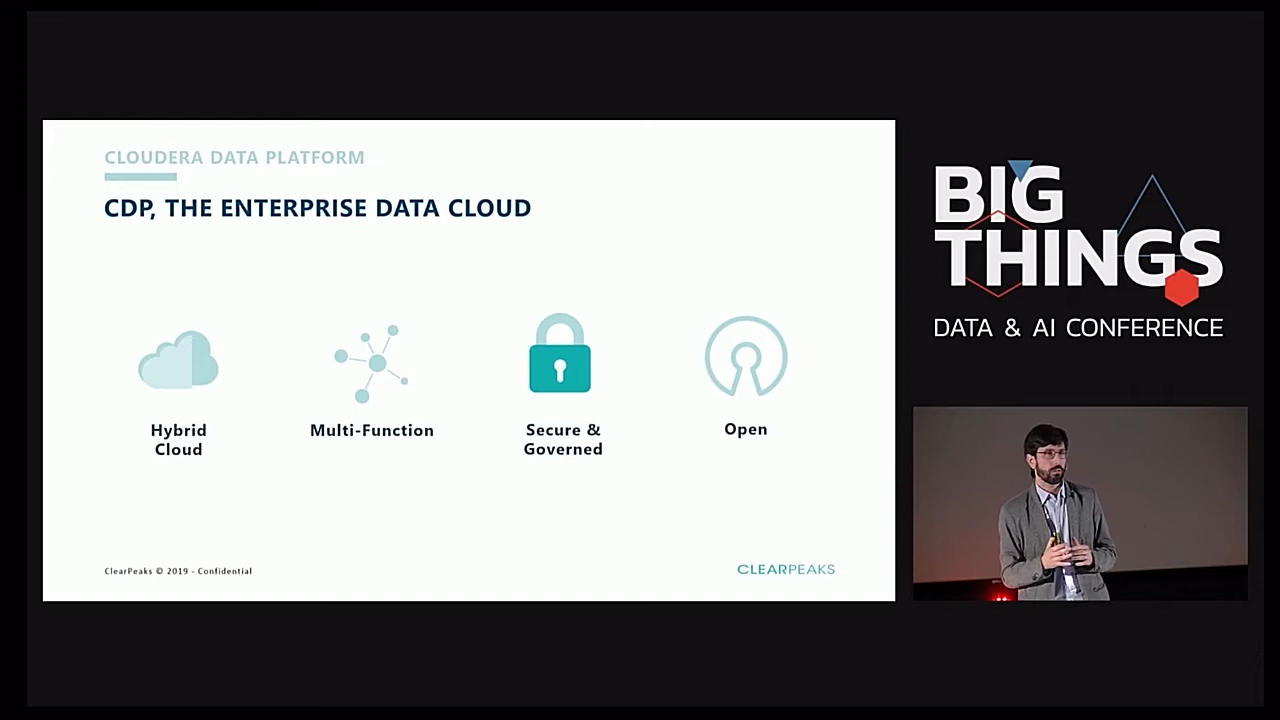 CLOUDERA DATA PLATFORM
CDP, THE ENTERPRISE DATA CLOUD
Hybrid
Cloud
Multi-Function
Secure &
Governed
Open
ClearPeaks © 2019 - Confidential
CLEARPEAKS
BIG
THINGS
DATA & AI CONFERENCE